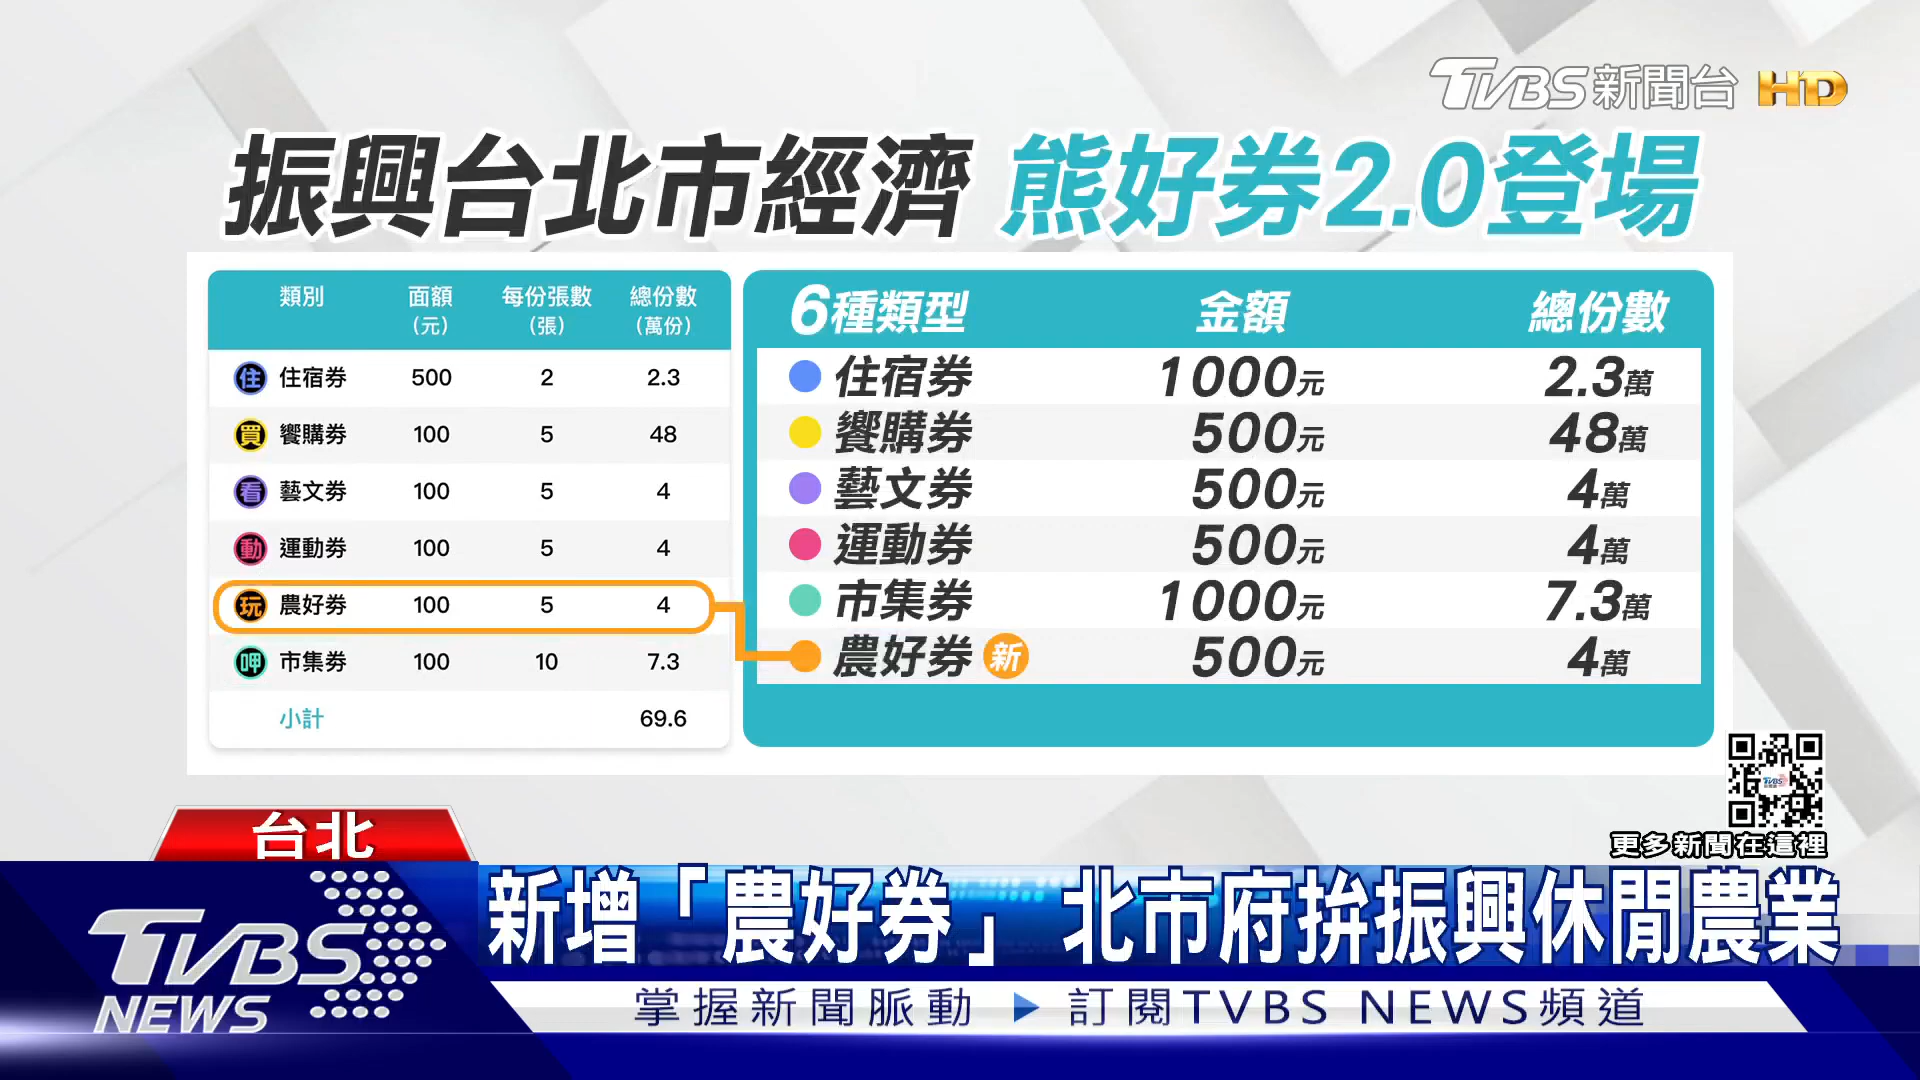 TVBS新聞台 HD
振興台北市經濟 熊好券2.0登場
類別 面額 每份張數 總份數
(元) (張) (萬份)
住 住宿券 500 2 2.3
買 饗購券 100 5 48
看 藝文券 100 5 4
動 運動券 100 5 4
玩 農好券 100 5 4
呷 市集券 100 10 7.3
小計 69.6
6種類型 金額 總份數
住宿券 1000元 2.3萬
饗購券 500元 48萬
藝文券 500元 4萬
運動券 500元 4萬
市集券 1000元 7.3萬
農好券 新 500元 4萬
TVBS
更多新聞在這裡
台北
新增「農好券」 北市府拚振興休閒農業
TVBS
NEWS
掌握新聞脈動 ▶ 訂閱TVBS NEWS頻道